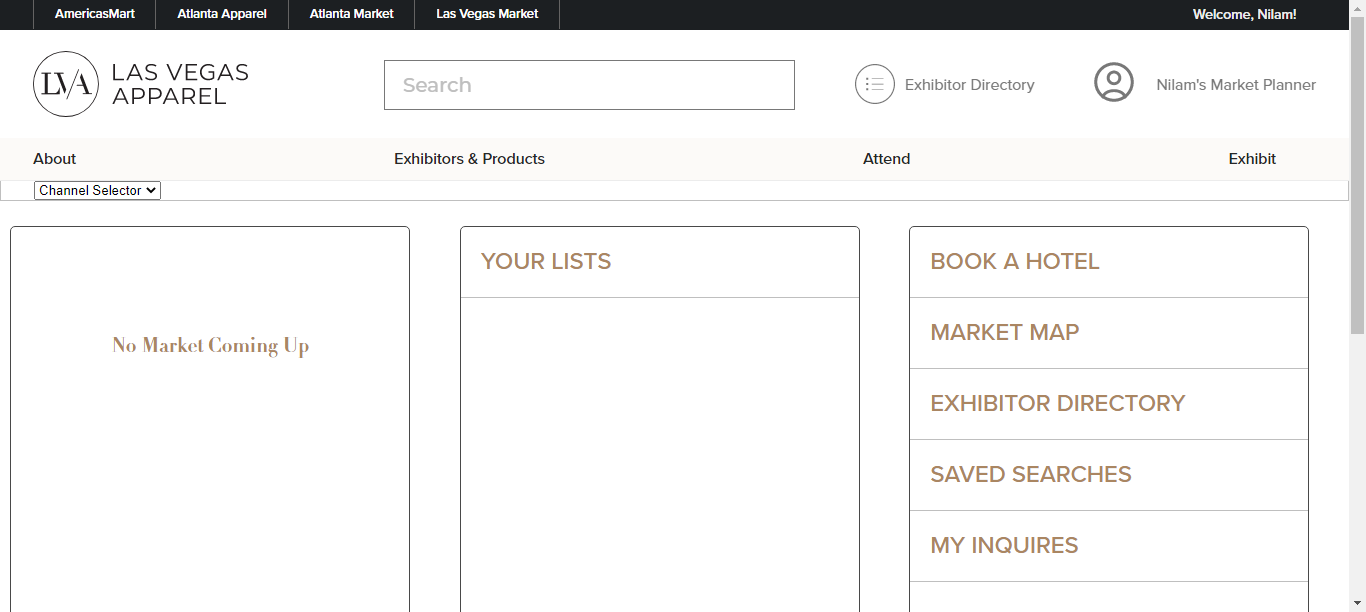 AmericasMart Atlanta Apparel Atlanta Market Las Vegas Market Welcome, Nilam!
LVA LAS VEGAS
APPAREL
Search
Exhibitor Directory
Nilam's Market Planner
About Exhibitors & Products Attend Exhibit
Channel Selector
No Market Coming Up
YOUR LISTS
BOOK A HOTEL
MARKET MAP
EXHIBITOR DIRECTORY
SAVED SEARCHES
MY INQUIRES